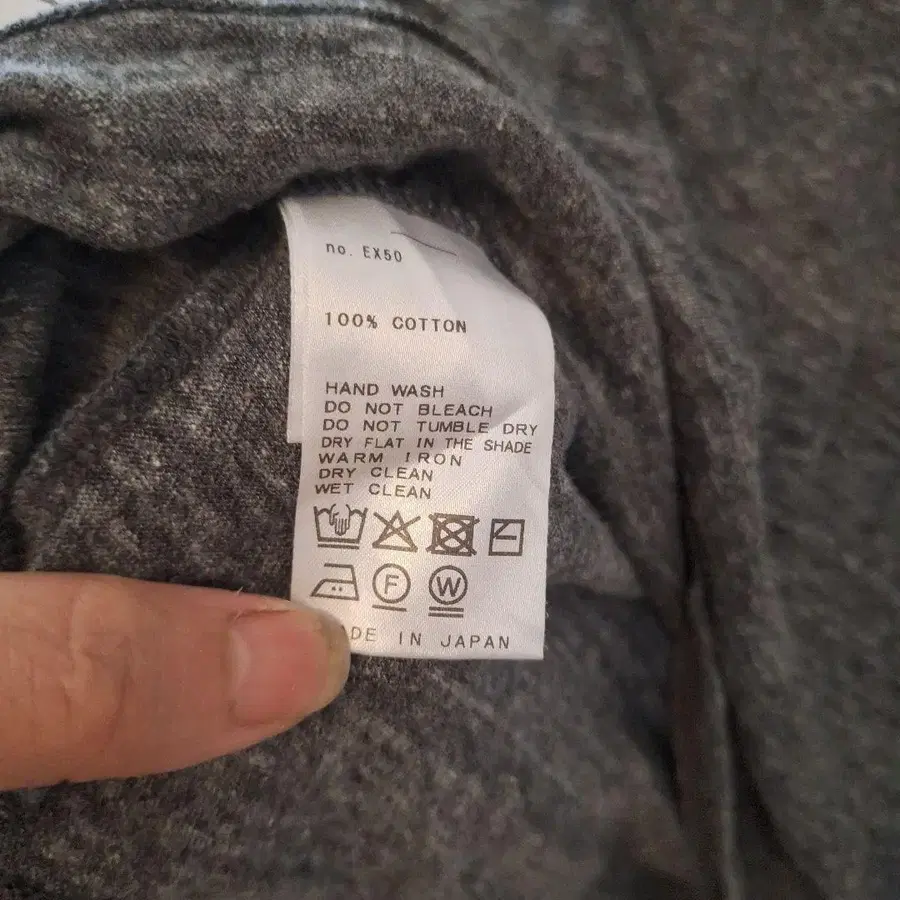 no. EX50
100% COTTON
HAND WASH
DO NOT BLEACH
DO NOT TUMBLE DRY
DRY FLAT IN THE SHADE
WARM IRON
DRY CLEAN
WET CLEAN
F W
ADE IN JAPAN